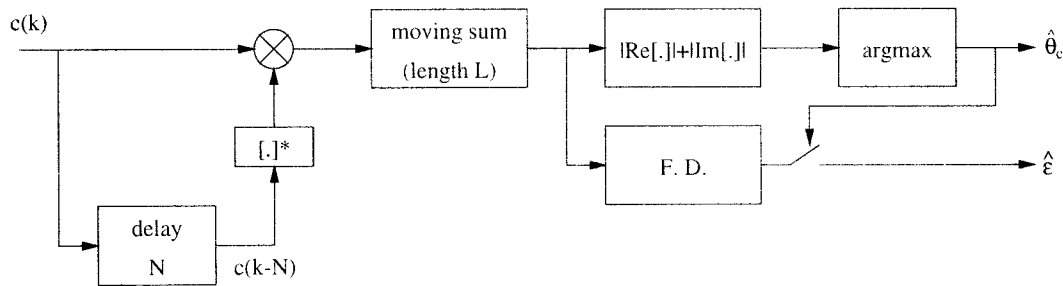 c(k)
moving sum
(length L)
|Re[.]|+|Im[.]|
argmax
θ̂c
[.]*
F. D.
ε̂
delay
N
c(k-N)